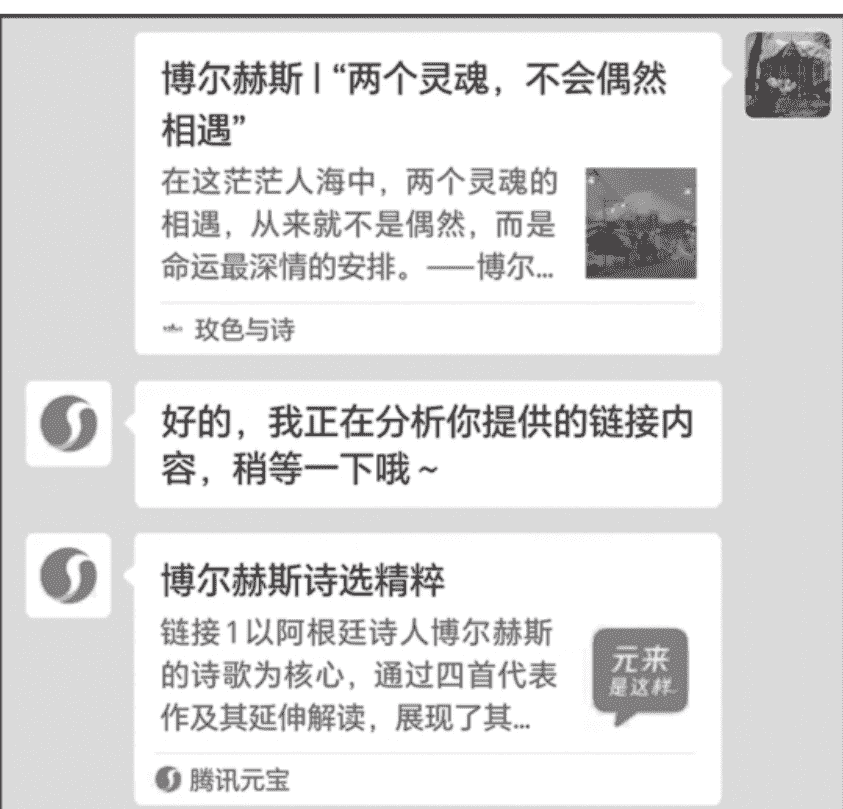 博尔赫斯 | “两个灵魂，不会偶然
相遇”
在这茫茫人海中，两个灵魂的
相遇，从来就不是偶然，而是
命运最深情的安排。——博尔...
玫色与诗
好的，我正在分析你提供的链接内
容，稍等一下哦～
博尔赫斯诗选精粹
链接1以阿根廷诗人博尔赫斯
的诗歌为核心，通过四首代表
作及其延伸解读，展现了其...
元来
是这样
腾讯元宝